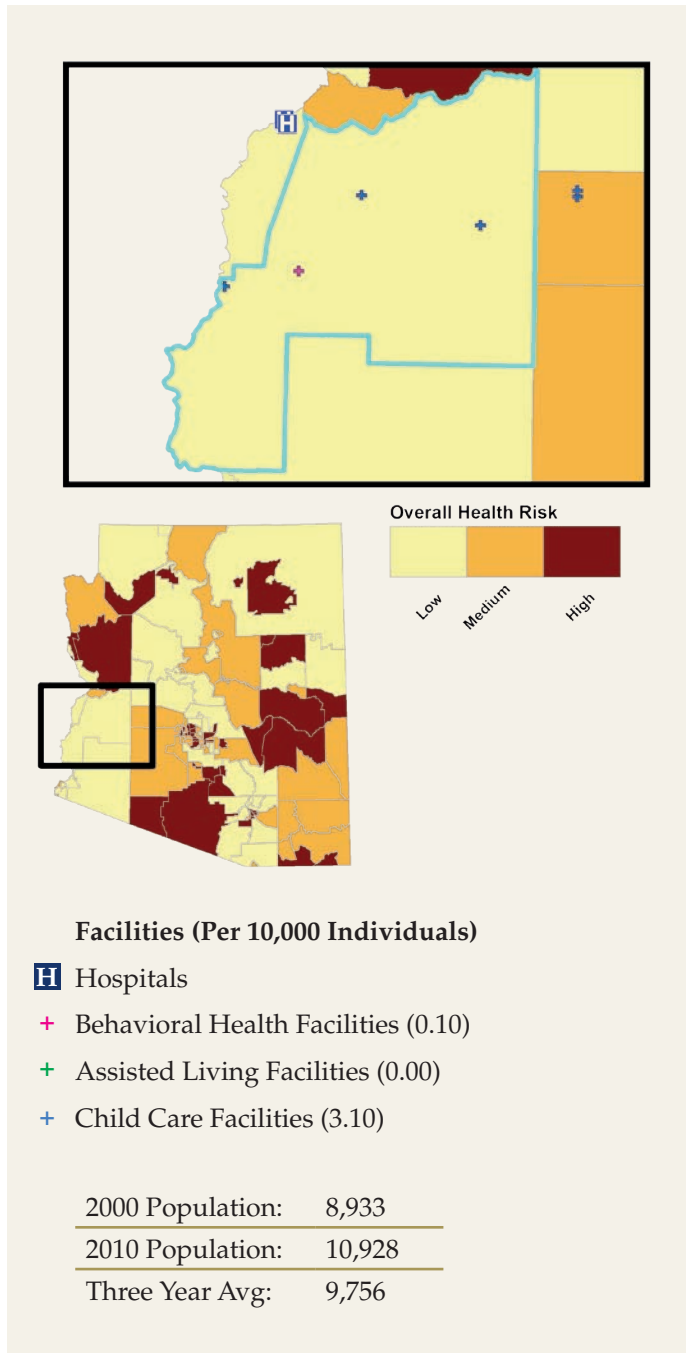 H
Overall Health Risk
Low
Medium
High
Facilities (Per 10,000 Individuals)
H Hospitals
+ Behavioral Health Facilities (0.10)
+ Assisted Living Facilities (0.00)
+ Child Care Facilities (3.10)
2000 Population: 8,933
2010 Population: 10,928
Three Year Avg: 9,756